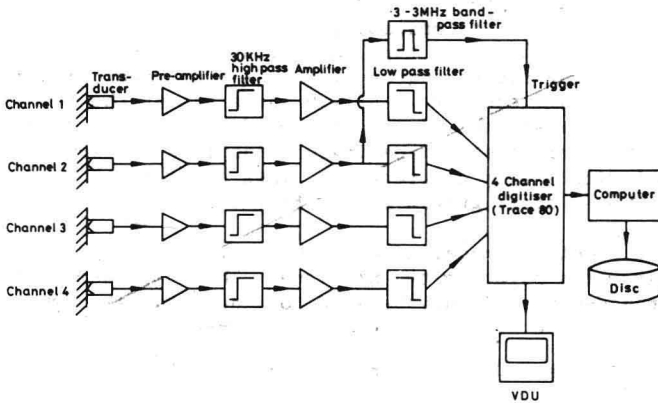 3-3MHz band-
pass filter
30KHz
high pass
filter
Trans-
ducer
Pre-amplifier
Amplifier
Low pass filter
Trigger
Channel 1
Channel 2
Channel 3
Channel 4
4 Channel
digitiser
(Trace 80)
Computer
Disc
VDU